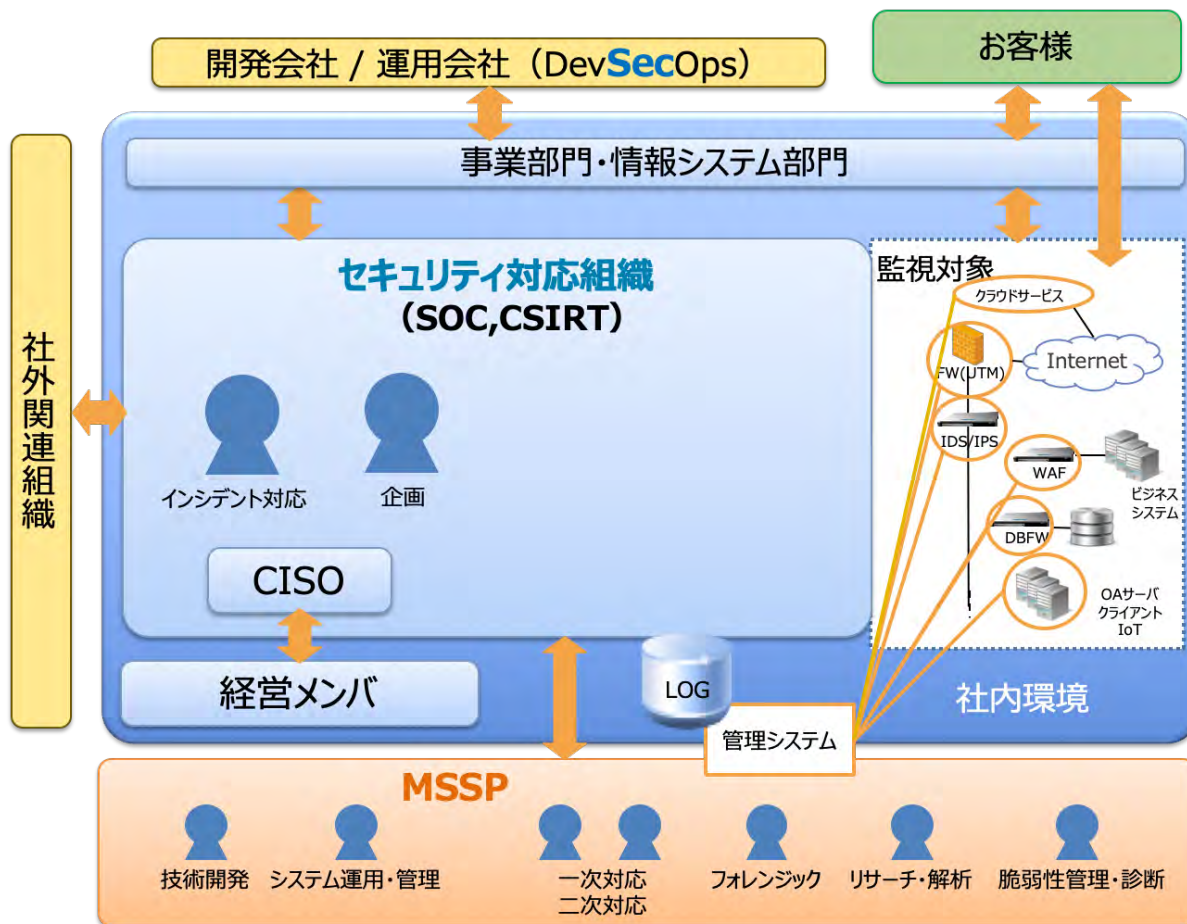 開発会社 / 運用会社（DevSecOps）
お客様
事業部門・情報システム部門
社外関連組織
セキュリティ対応組織
（SOC,CSIRT）
インシデント対応
企画
CISO
経営メンバ
監視対象
クラウドサービス
Internet
FW(UTM)
IDS/IPS
WAF
ビジネス
システム
DBFW
OAサーバ
クライアント
IoT
社内環境
LOG
管理システム
MSSP
技術開発
システム運用・管理
一次対応
二次対応
フォレンジック
リサーチ・解析
脆弱性管理・診断